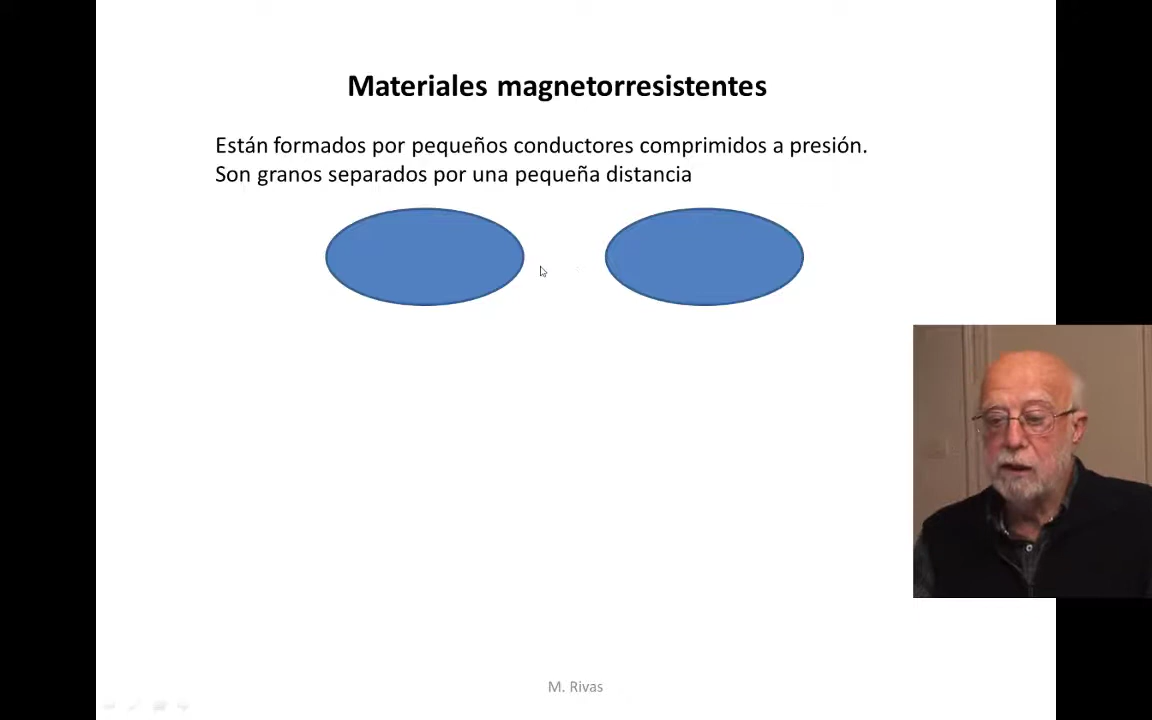 Materiales magnetorresistentes
Están formados por pequeños conductores comprimidos a presión.
Son granos separados por una pequeña distancia
M. Rivas